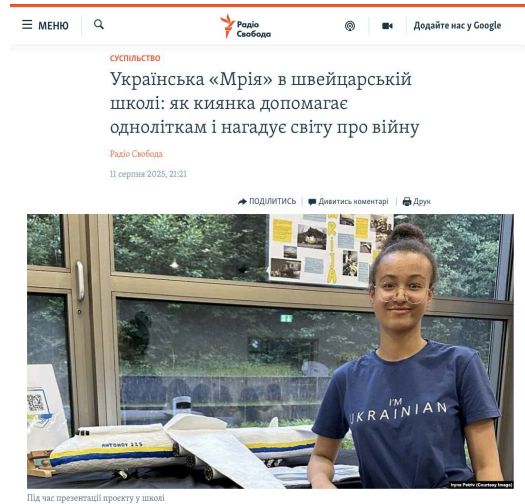 МЕНЮ
Радіо
Свобода
Додайте нас у Google
СУСПІЛЬСТВО
Українська «Мрія» в швейцарській
школі: як киянка допомагає
одноліткам і нагадує світу про війну
Радіо Свобода
11 серпня 2025, 21:21
ПОДІЛИТИСЬ
Дивитись коментарі
Друк
I'M
UKRAINIAN
ANTONOV 225
Iryna Petriv (Courtesy Image)
Під час презентації проєкту у школі